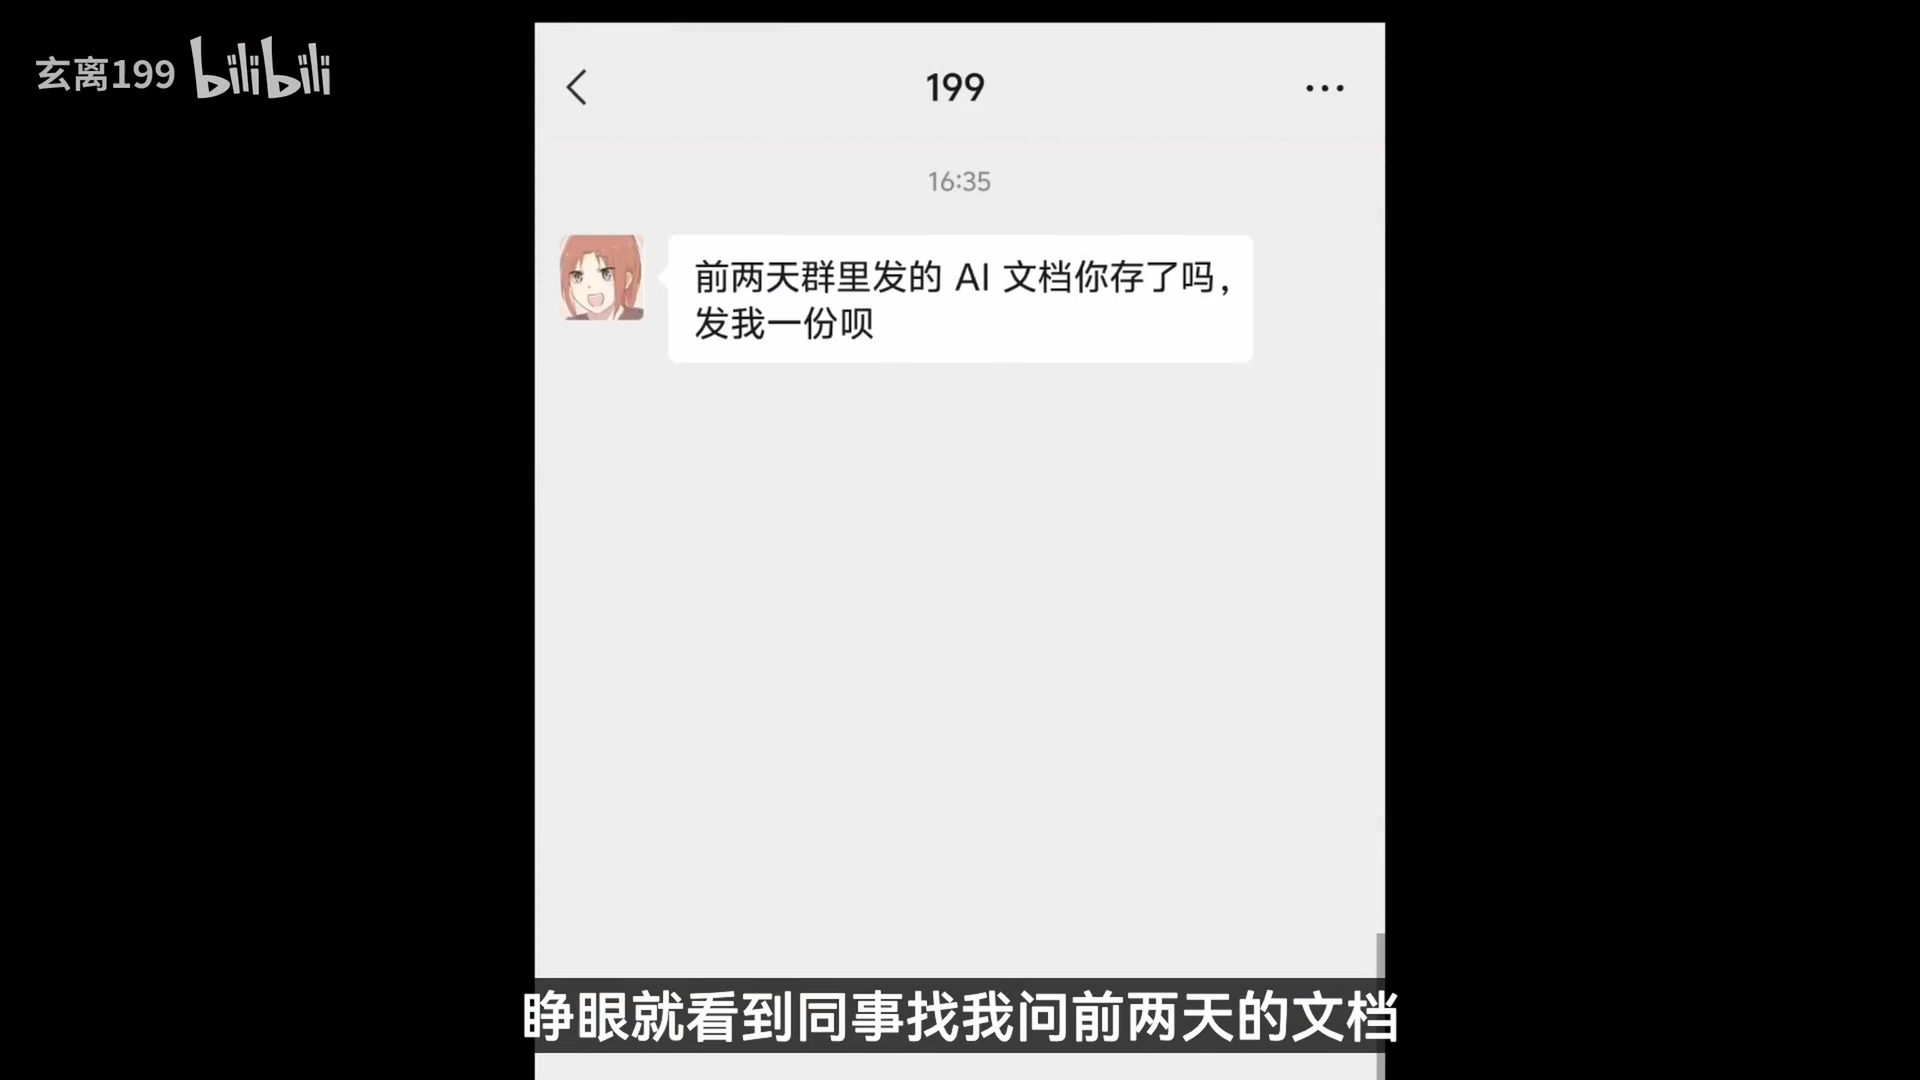 玄离199 bilibili
199
16:35
前两天群里发的 AI 文档你存了吗，
发我一份呗
睁眼就看到同事找我问前两天的文档